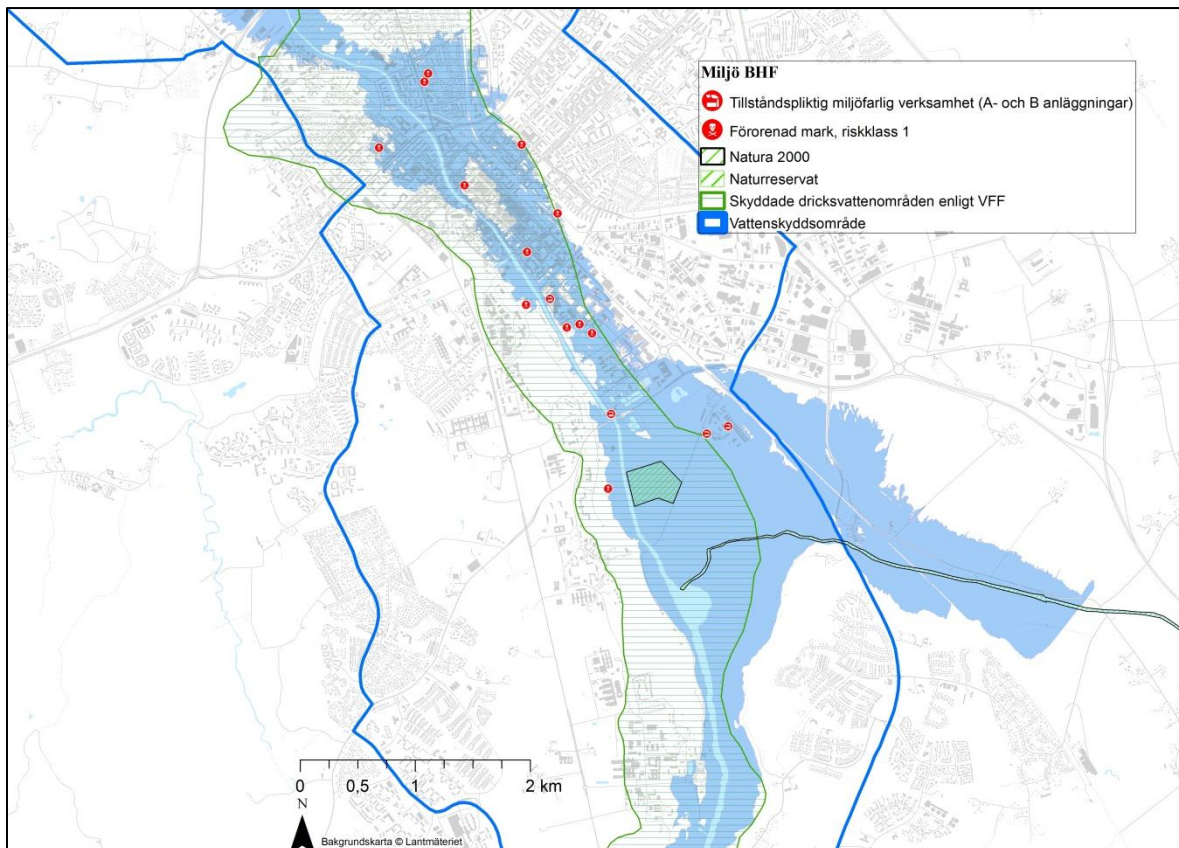 Miljö BHF
Tillståndspliktig miljöfarlig verksamhet (A- och B anläggningar)
Förorenad mark, riskklass 1
Natura 2000
Naturreservat
Skyddade dricksvattenområden enligt VFF
Vattenskyddsområde
0 0,5 1 2 km
N
Bakgrundskarta © Lantmäteriet